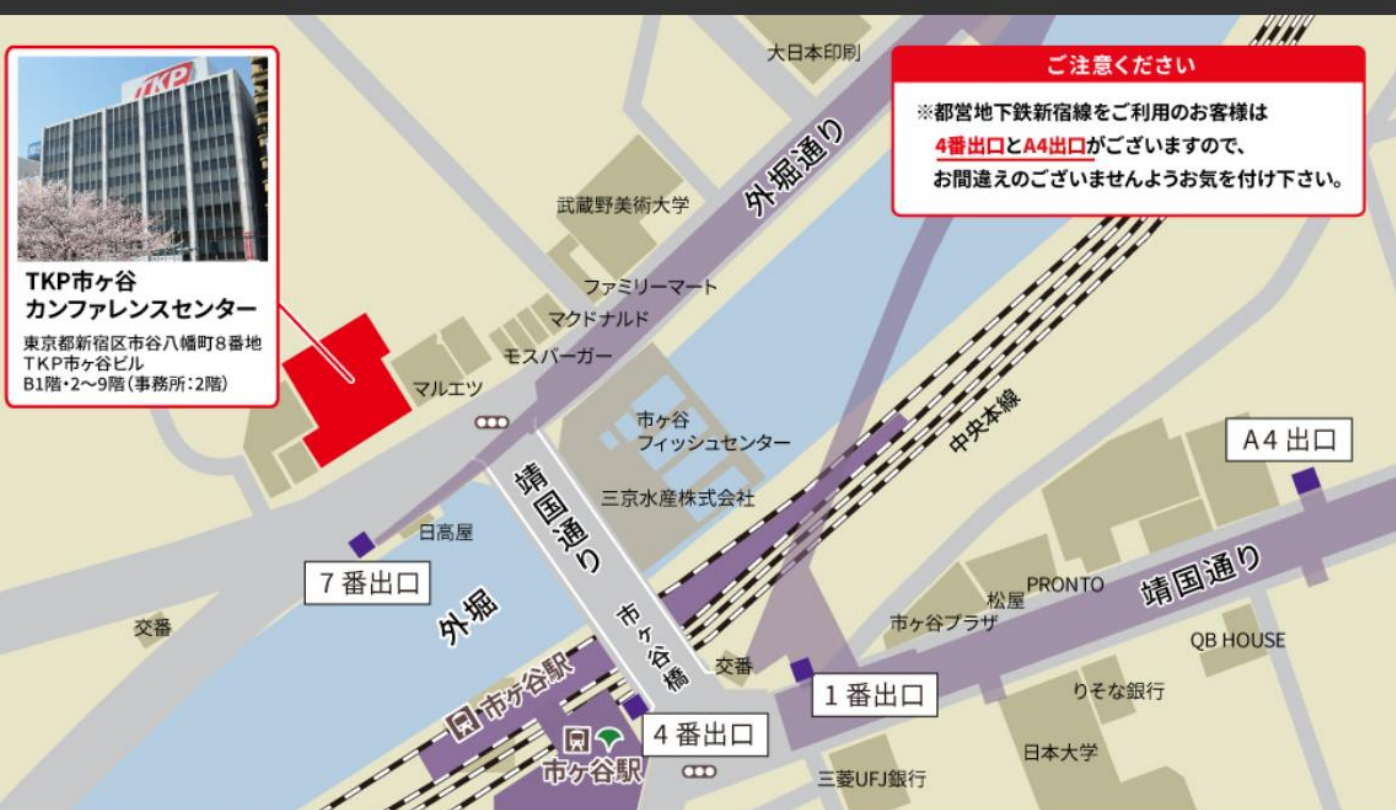 TKP
TKP市ヶ谷
カンファレンスセンター
東京都新宿区市谷八幡町8番地
TKP市ヶ谷ビル
B1階・2〜9階(事務所:2階)
大日本印刷
ご注意ください
※都営地下鉄新宿線をご利用のお客様は
4番出口とA4出口がございますので、
お間違えのございませんようお気を付け下さい。
外堀通り
武蔵野美術大学
ファミリーマート
マクドナルド
モスバーガー
マルエツ
市ヶ谷
フィッシュセンター
中央本線
A4出口
靖国通り
三京水産株式会社
日高屋
7番出口
外堀
交番
市ヶ谷橋
靖国通り
PRONTO
松屋
市ヶ谷プラザ
QB HOUSE
交番
市ヶ谷駅
1番出口
りそな銀行
4番出口
市ヶ谷駅
日本大学
三菱UFJ銀行